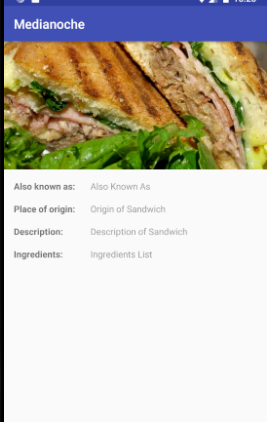 Medianoche
Also known as: Also Known As
Place of origin: Origin of Sandwich
Description: Description of Sandwich
Ingredients: Ingredients List